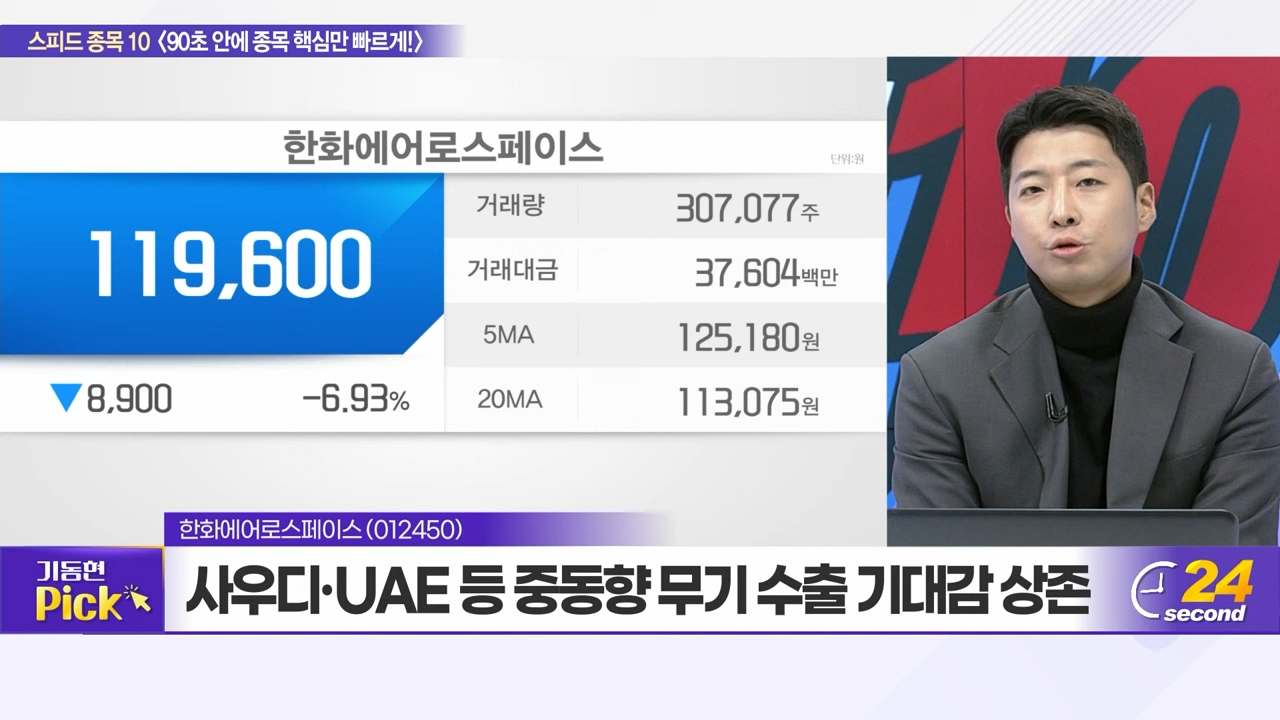 스피드 종목 10 <90초 안에 종목 핵심만 빠르게!>
한화에어로스페이스
단위:원
119,600
▼8,900 -6.93%
거래량 307,077주
거래대금 37,604백만
5MA 125,180원
20MA 113,075원
한화에어로스페이스 (012450)
기동현
Pick
사우디·UAE 등 중동향 무기 수출 기대감 상존
24
second
10